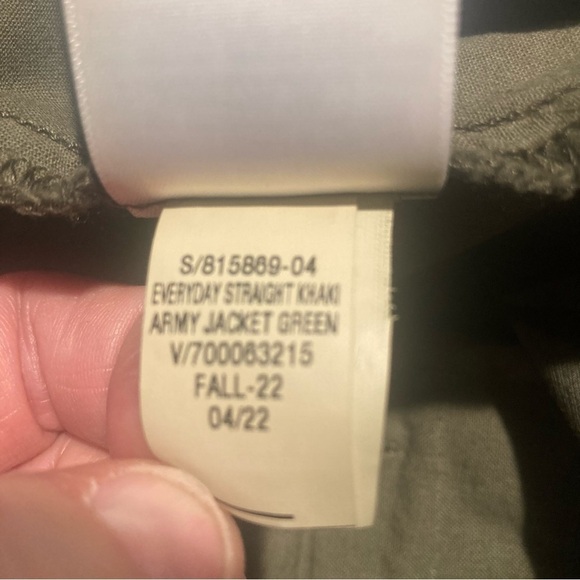 S/815869-04
EVERYDAY STRAIGHT KHAKI
ARMY JACKET GREEN
V/700063215
FALL-22
04/22